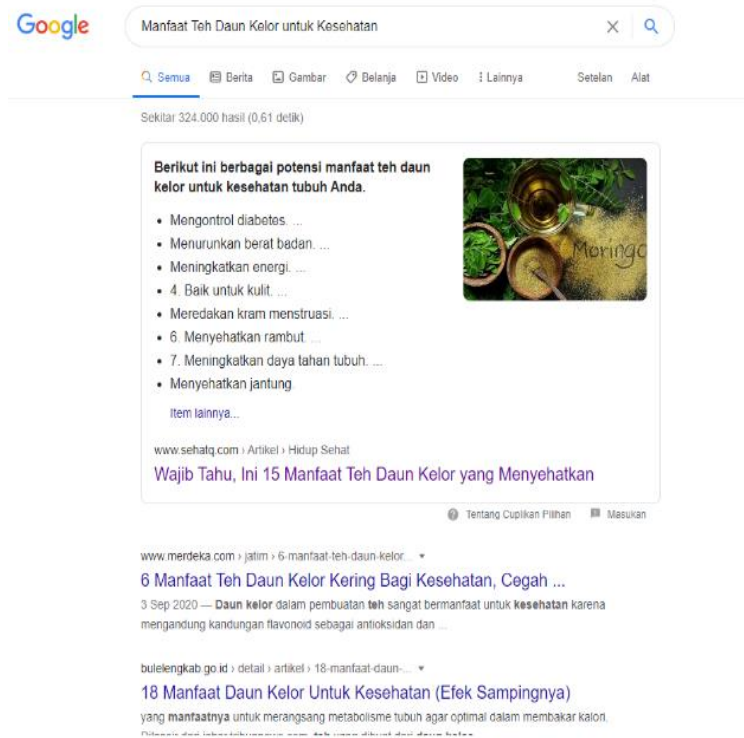 Google
Manfaat Teh Daun Kelor untuk Kesehatan
Semua Berita Gambar Belanja Video Lainnya Setelan Alat
Sekitar 324.000 hasil (0,61 detik)
Berikut ini berbagai potensi manfaat teh daun
kelor untuk kesehatan tubuh Anda.
• Mengontrol diabetes. ...
• Menurunkan berat badan. ...
• Meningkatkan energi. ...
• 4. Baik untuk kulit. ...
• Meredakan kram menstruasi. ...
• 6. Menyehatkan rambut. ...
• 7. Meningkatkan daya tahan tubuh. ...
• Menyehatkan jantung
Item lainnya...
Moringa
www.sehatq.com › Artikel › Hidup Sehat
Wajib Tahu, Ini 15 Manfaat Teh Daun Kelor yang Menyehatkan
Tentang Cuplikan Pilihan Masukan
www.merdeka.com › jatim › 6-manfaat-teh-daun-kelor...
6 Manfaat Teh Daun Kelor Kering Bagi Kesehatan, Cegah ...
3 Sep 2020 — Daun kelor dalam pembuatan teh sangat bermanfaat untuk kesehatan karena
mengandung kandungan flavonoid sebagai antioksidan dan ...
bulelengkab.go.id › detail › artikel › 18-manfaat-daun-...
18 Manfaat Daun Kelor Untuk Kesehatan (Efek Sampingnya)
yang manfaatnya untuk merangsang metabolisme tubuh agar optimal dalam membakar kalori.